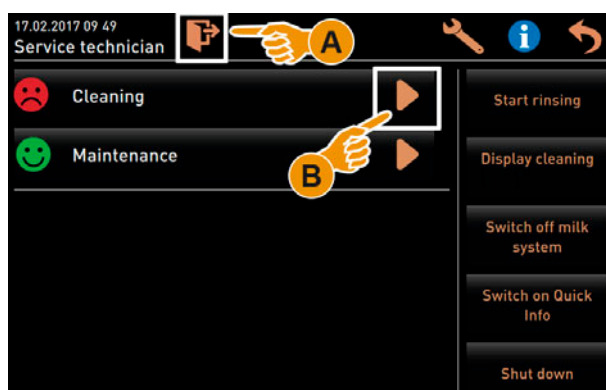 17.02.2017 09 49
Service technician
A
Cleaning
Maintenance
B
Start rinsing
Display cleaning
Switch off milk
system
Switch on Quick
Info
Shut down